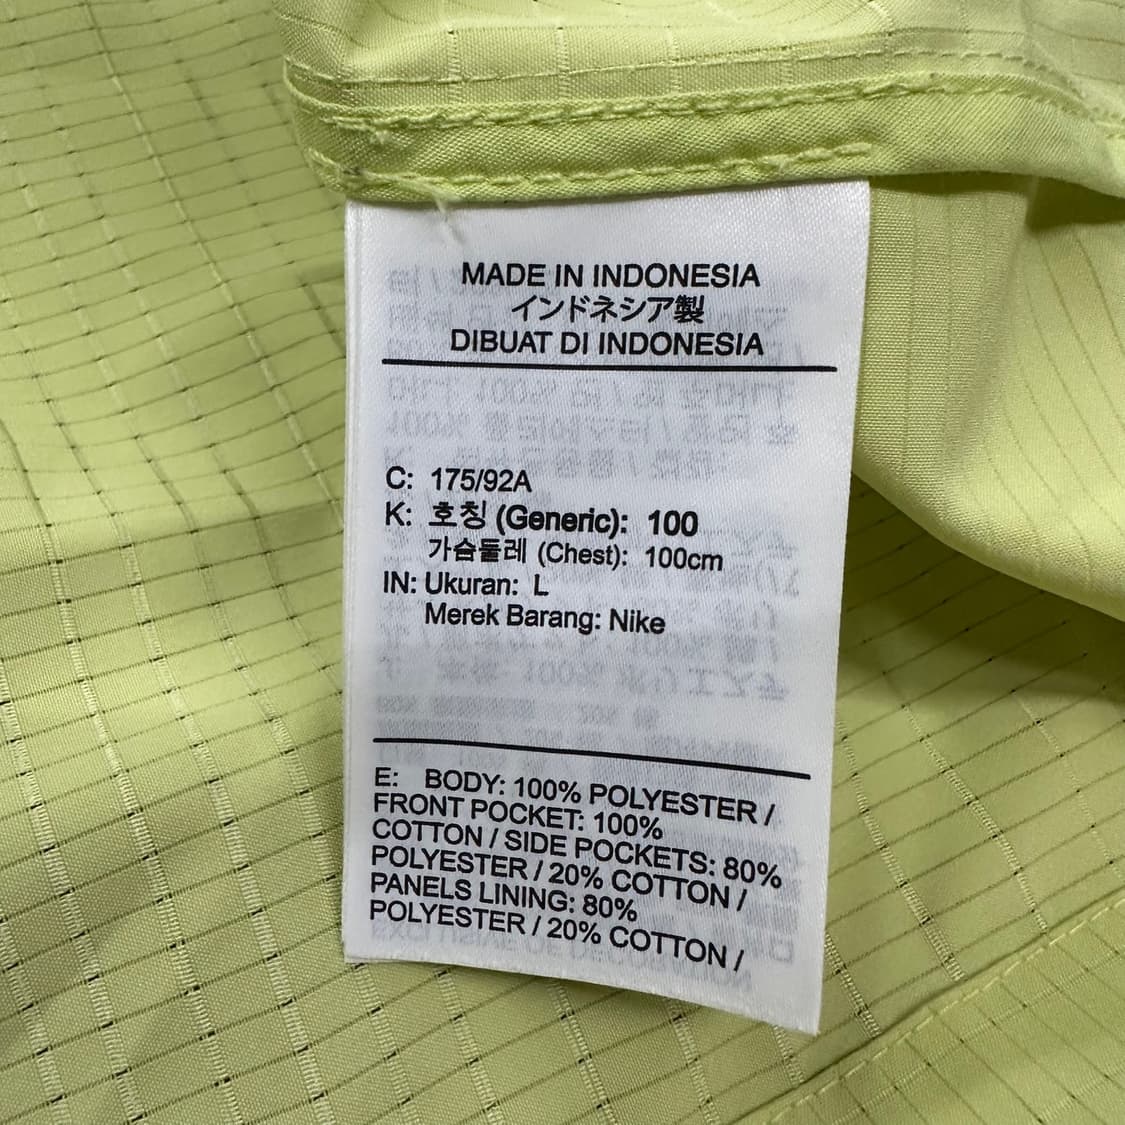 MADE IN INDONESIA
インドネシア製
DIBUAT DI INDONESIA
C: 175/92A
K: 호칭 (Generic): 100
가슴둘레 (Chest): 100cm
IN: Ukuran: L
Merek Barang: Nike
E: BODY: 100% POLYESTER /
FRONT POCKET: 100%
COTTON / SIDE POCKETS: 80%
POLYESTER / 20% COTTON /
PANELS LINING: 80%
POLYESTER / 20% COTTON /